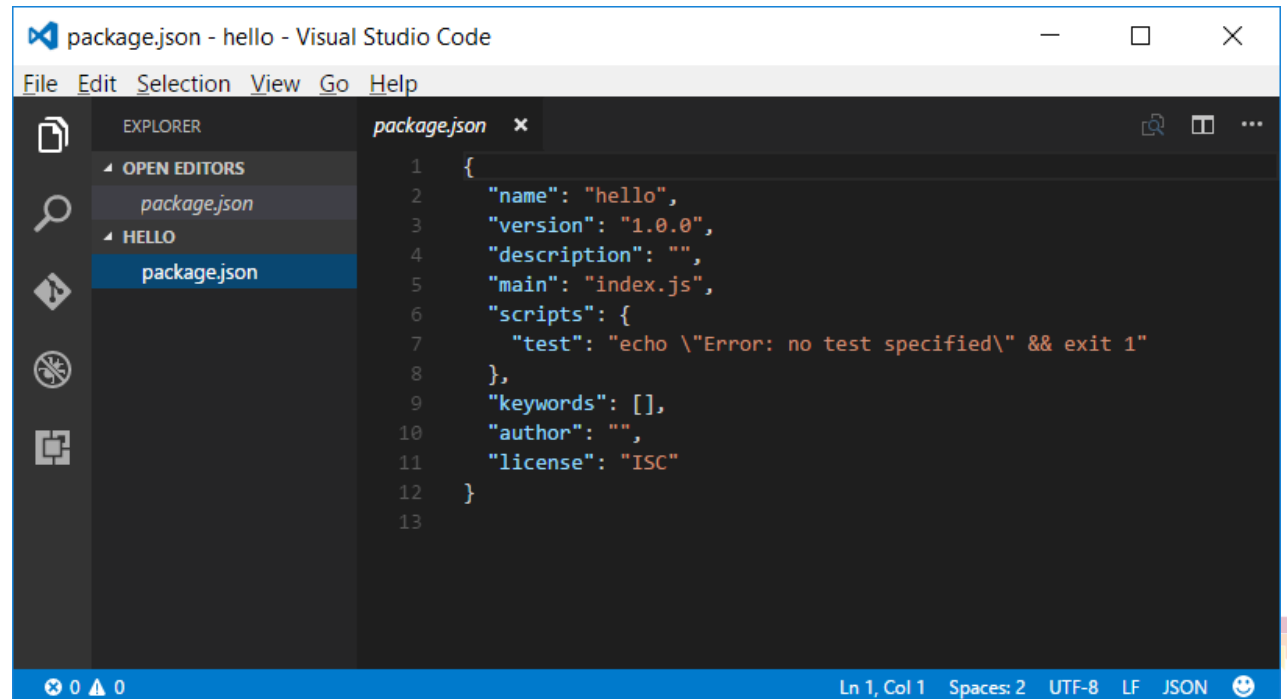 package.json - hello - Visual Studio Code
File Edit Selection View Go Help
EXPLORER
OPEN EDITORS
package.json
HELLO
package.json
package.json
1 {
2   "name": "hello",
3   "version": "1.0.0",
4   "description": "",
5   "main": "index.js",
6   "scripts": {
7     "test": "echo \"Error: no test specified\" && exit 1"
8   },
9   "keywords": [],
10   "author": "",
11   "license": "ISC"
12 }
13
0 0 Ln 1, Col 1 Spaces: 2 UTF-8 LF JSON